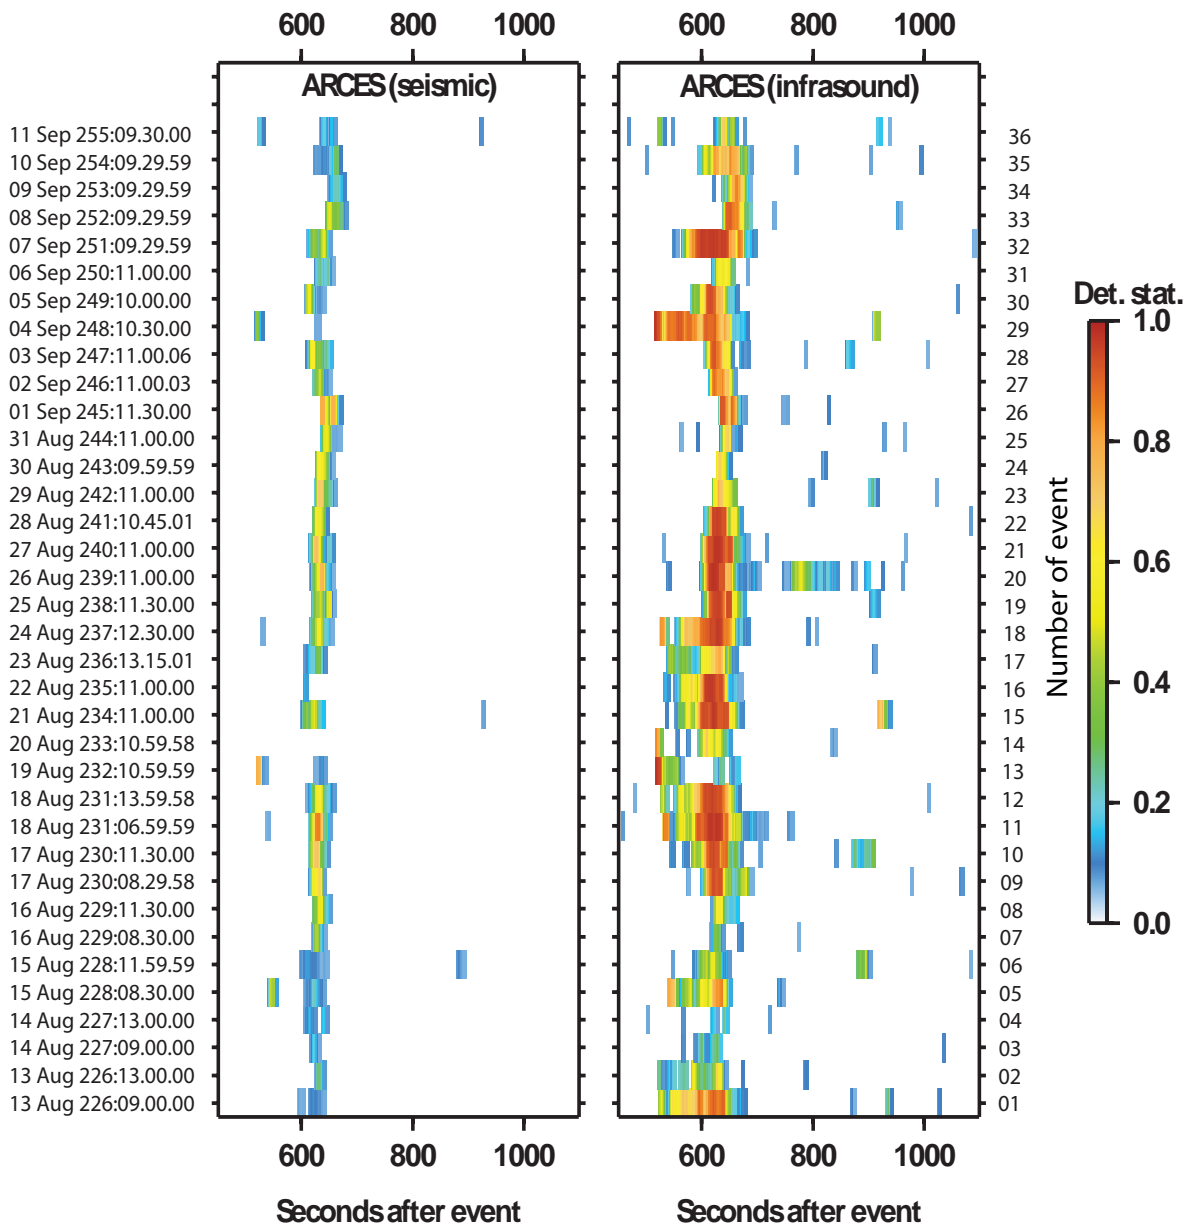 600 800 1000 600 800 1000
ARCES (seismic) ARCES (infrasound)
11 Sep 255:09.30.00 36
10 Sep 254:09.29.59 35
09 Sep 253:09.29.59 34
08 Sep 252:09.29.59 33
07 Sep 251:09.29.59 32
06 Sep 250:11.00.00 31
05 Sep 249:10.00.00 30
04 Sep 248:10.30.00 29
03 Sep 247:11.00.06 28
02 Sep 246:11.00.03 27
01 Sep 245:11.30.00 26
31 Aug 244:11.00.00 25
30 Aug 243:09.59.59 24
29 Aug 242:11.00.00 23
28 Aug 241:10.45.01 22
27 Aug 240:11.00.00 21
26 Aug 239:11.00.00 20
25 Aug 238:11.30.00 19
24 Aug 237:12.30.00 18
23 Aug 236:13.15.01 17
22 Aug 235:11.00.00 16
21 Aug 234:11.00.00 15
20 Aug 233:10.59.58 14
19 Aug 232:10.59.59 13
18 Aug 231:13.59.58 12
18 Aug 231:06.59.59 11
17 Aug 230:11.30.00 10
17 Aug 230:08.29.58 09
16 Aug 229:11.30.00 08
16 Aug 229:08.30.00 07
15 Aug 228:11.59.59 06
15 Aug 228:08.30.00 05
14 Aug 227:13.00.00 04
14 Aug 227:09.00.00 03
13 Aug 226:13.00.00 02
13 Aug 226:09.00.00 01
Number of event
Det. stat.
1.0
0.8
0.6
0.4
0.2
0.0
600 800 1000 600 800 1000
Seconds after event Seconds after event